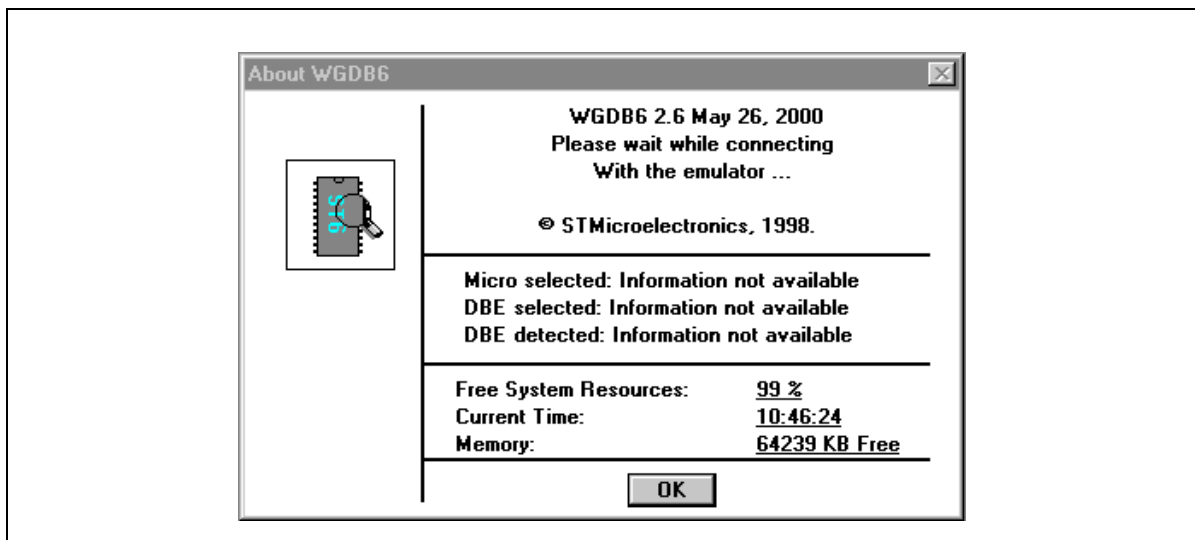 About WGDB6
WGDB6 2.6 May 26, 2000
Please wait while connecting
With the emulator ...
© STMicroelectronics, 1998.
ST6
Micro selected: Information not available
DBE selected: Information not available
DBE detected: Information not available
Free System Resources: 99 %
Current Time: 10:46:24
Memory: 64239 KB Free
OK